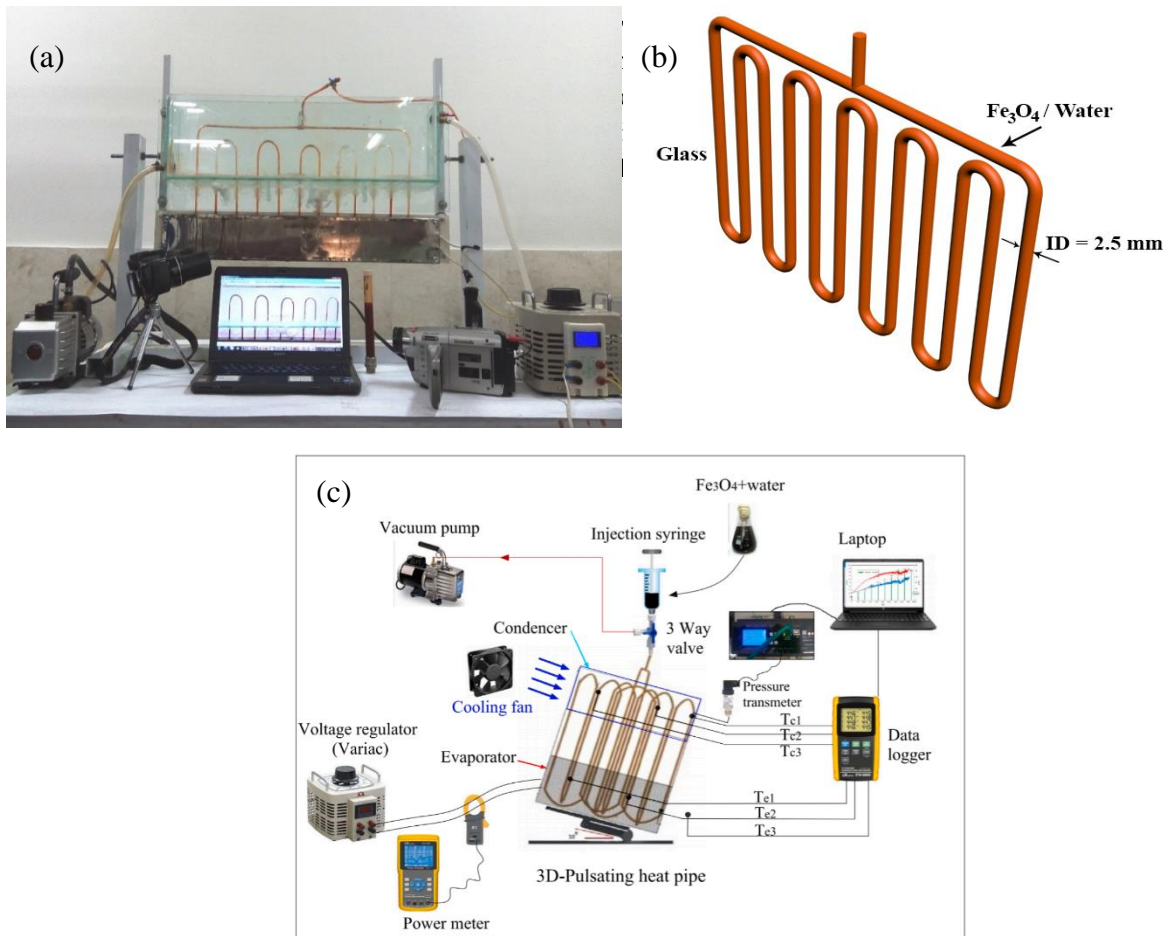 (a)
(b)
Fe3O4 / Water
Glass
ID = 2.5 mm
(c)
Fe3O4+water
Vacuum pump
Injection syringe
Laptop
Condencer
3 Way
valve
Cooling fan
Pressure
transmeter
Tc1
Tc2
Tc3
Data
logger
Voltage regulator
(Variac)
Evaporator
Te1
Te2
Te3
3D-Pulsating heat pipe
Power meter